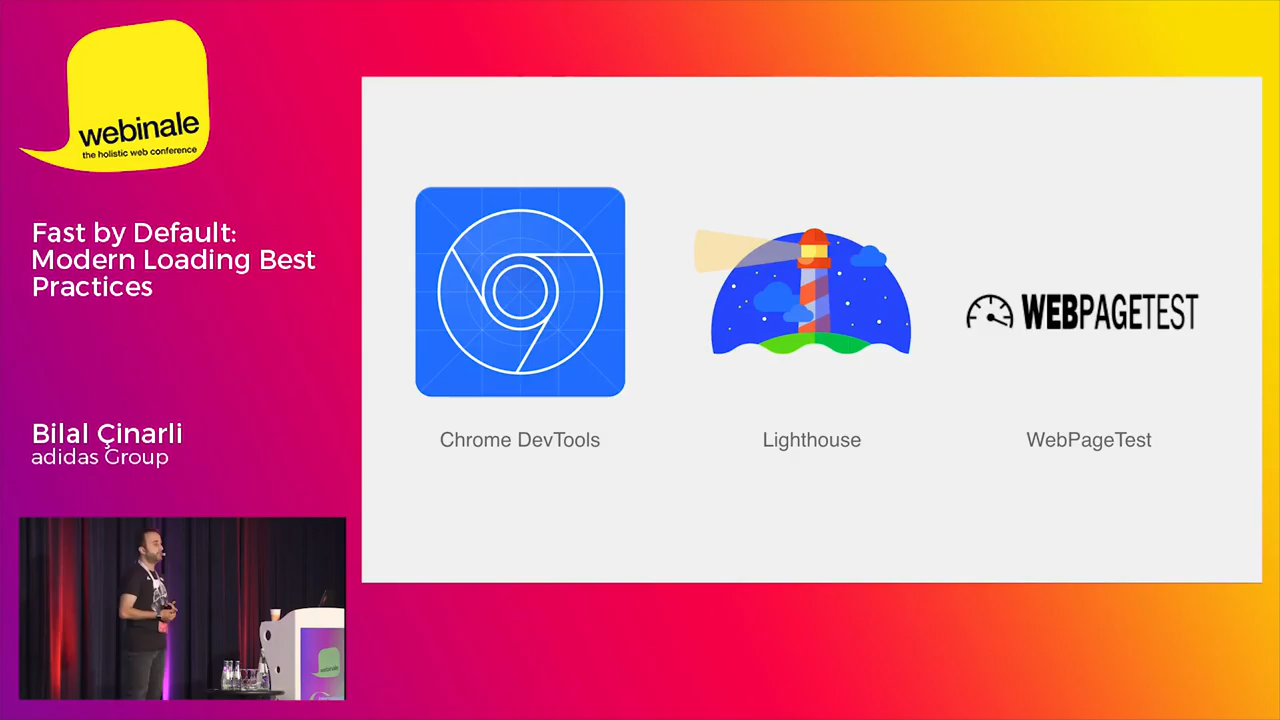 webinale
the holistic web conference
Fast by Default:
Modern Loading Best
Practices
Bilal Çinarli
adidas Group
WEBPAGETEST
Chrome DevTools
Lighthouse
WebPageTest
webinale